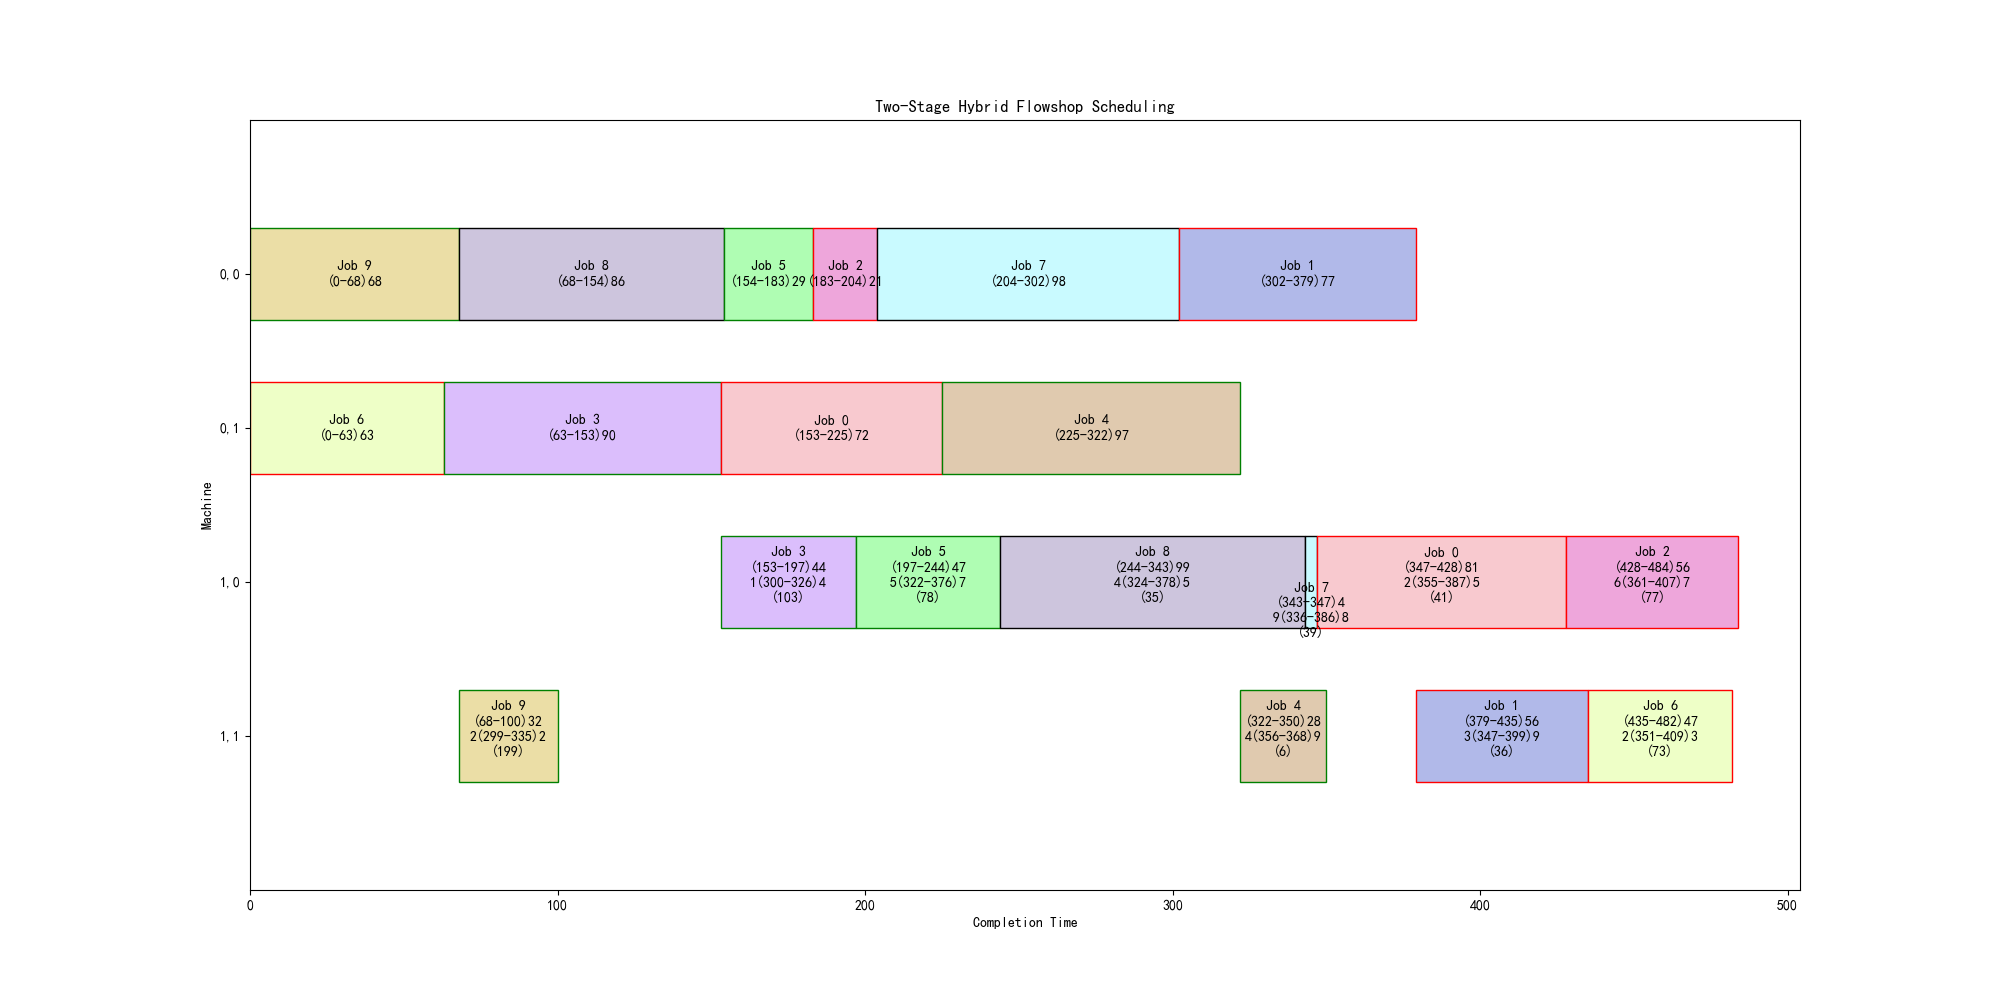 Two-Stage Hybrid Flowshop Scheduling
0,0
Job 9
(0-68)68
Job 8
(68-154)86
Job 5
(154-183)29
Job 2
(183-204)21
Job 7
(204-302)98
Job 1
(302-379)77
0,1
Job 6
(0-63)63
Job 3
(63-153)90
Job 0
(153-225)72
Job 4
(225-322)97
Machine
1,0
Job 3
(153-197)44
1(300-326)4
(103)
Job 5
(197-244)47
5(322-376)7
(78)
Job 8
(244-343)99
4(324-378)5
(35)
Job 7
(343-347)4
9(336-386)8
(39)
Job 0
(347-428)81
2(355-387)5
(41)
Job 2
(428-484)56
6(361-407)7
(77)
1,1
Job 9
(68-100)32
2(299-335)2
(199)
Job 4
(322-350)28
4(356-368)9
(6)
Job 1
(379-435)56
3(347-399)9
(36)
Job 6
(435-482)47
2(351-409)3
(73)
0
100
200
300
400
500
Completion Time